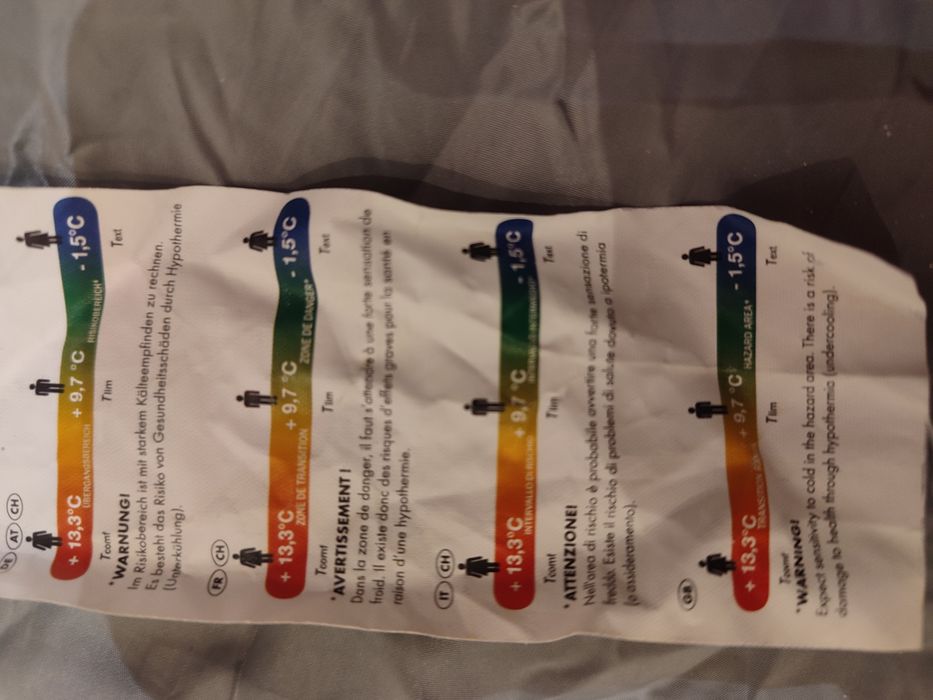 DE AT CH
+ 13,3°C + 9,7 °C - 1,5°C
ÜBERGANGSBEREICH RISIKOBEREICH*
Tcomf Tlim Text
*WARNUNG!
Im Risikobereich ist mit starkem Kälteempfinden zu rechnen.
Es besteht das Risiko von Gesundheitsschäden durch Hypothermie
(Unterkühlung).
FR CH
+ 13,3°C + 9,7 °C - 1,5°C
ZONE DE TRANSITION ZONE DE DANGER*
Tcomf Tlim Text
*AVERTISSEMENT !
Dans la zone de danger, il faut s'attendre à une forte sensation de
froid. Il existe donc des risques d'effets graves pour la santé en
raison d'une hypothermie.
IT CH
+ 13,3°C + 9,7 °C - 1,5°C
INTERVALLO DI RISCHIO
Tcomf Tlim Text
*ATTENZIONE!
Nell'area di rischio è probabile avvertire una forte sensazione di
freddo. Esiste il rischio di problemi di salute dovuto a ipotermia
(o assideramento).
GB
+ 13,3°C + 9,7 °C - 1,5°C
TRANSITION HAZARD AREA*
Tcomf Tlim Text
*WARNING!
Expect sensitivity to cold in the hazard area. There is a risk of
damage to health through hypothermia (undercooling).